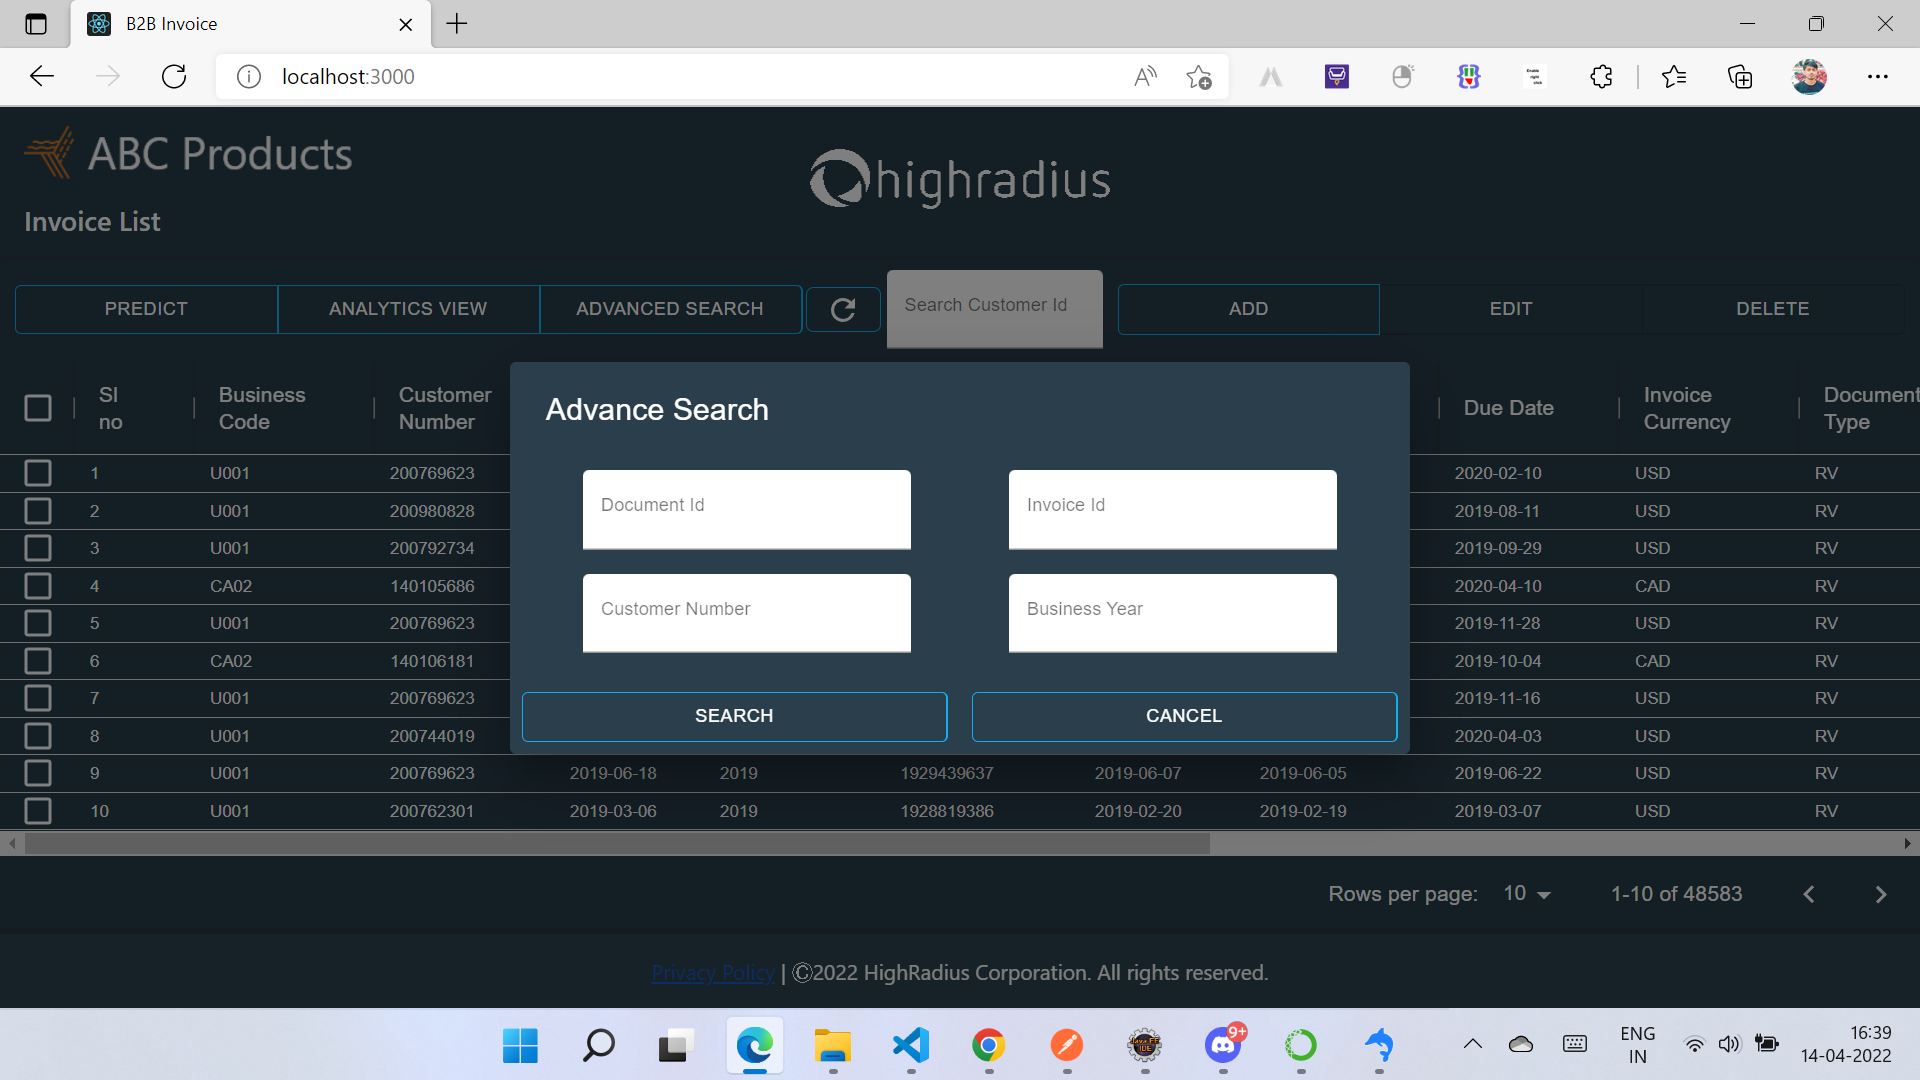 B2B Invoice
localhost:3000
Enable right click
ABC Products
highradius
Invoice List
PREDICT ANALYTICS VIEW ADVANCED SEARCH Search Customer Id ADD EDIT DELETE
Sl no Business Code Customer Number Due Date Invoice Currency Document Type
Advance Search
Document Id Invoice Id
Customer Number Business Year
SEARCH CANCEL
1 U001 200769623 2020-02-10 USD RV
2 U001 200980828 2019-08-11 USD RV
3 U001 200792734 2019-09-29 USD RV
4 CA02 140105686 2020-04-10 CAD RV
5 U001 200769623 2019-11-28 USD RV
6 CA02 140106181 2019-10-04 CAD RV
7 U001 200769623 2019-11-16 USD RV
8 U001 200744019 2020-04-03 USD RV
9 U001 200769623 2019-06-18 2019 1929439637 2019-06-07 2019-06-05 2019-06-22 USD RV
10 U001 200762301 2019-03-06 2019 1928819386 2019-02-20 2019-02-19 2019-03-07 USD RV
Rows per page: 10 1-10 of 48583
Privacy Policy | ©2022 HighRadius Corporation. All rights reserved.
Java EE
IDE
9+
ENG
IN
16:39
14-04-2022